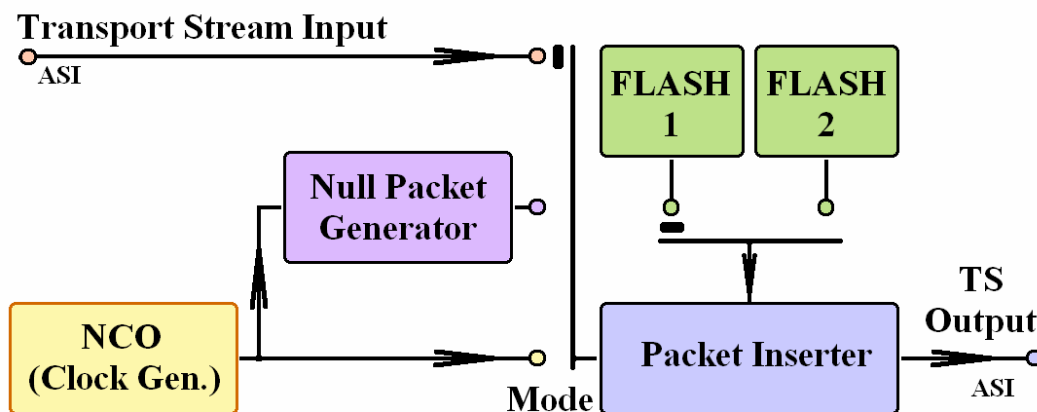 Transport Stream Input
ASI
FLASH
1
FLASH
2
Null Packet
Generator
NCO
(Clock Gen.)
Mode
Packet Inserter
TS
Output
ASI